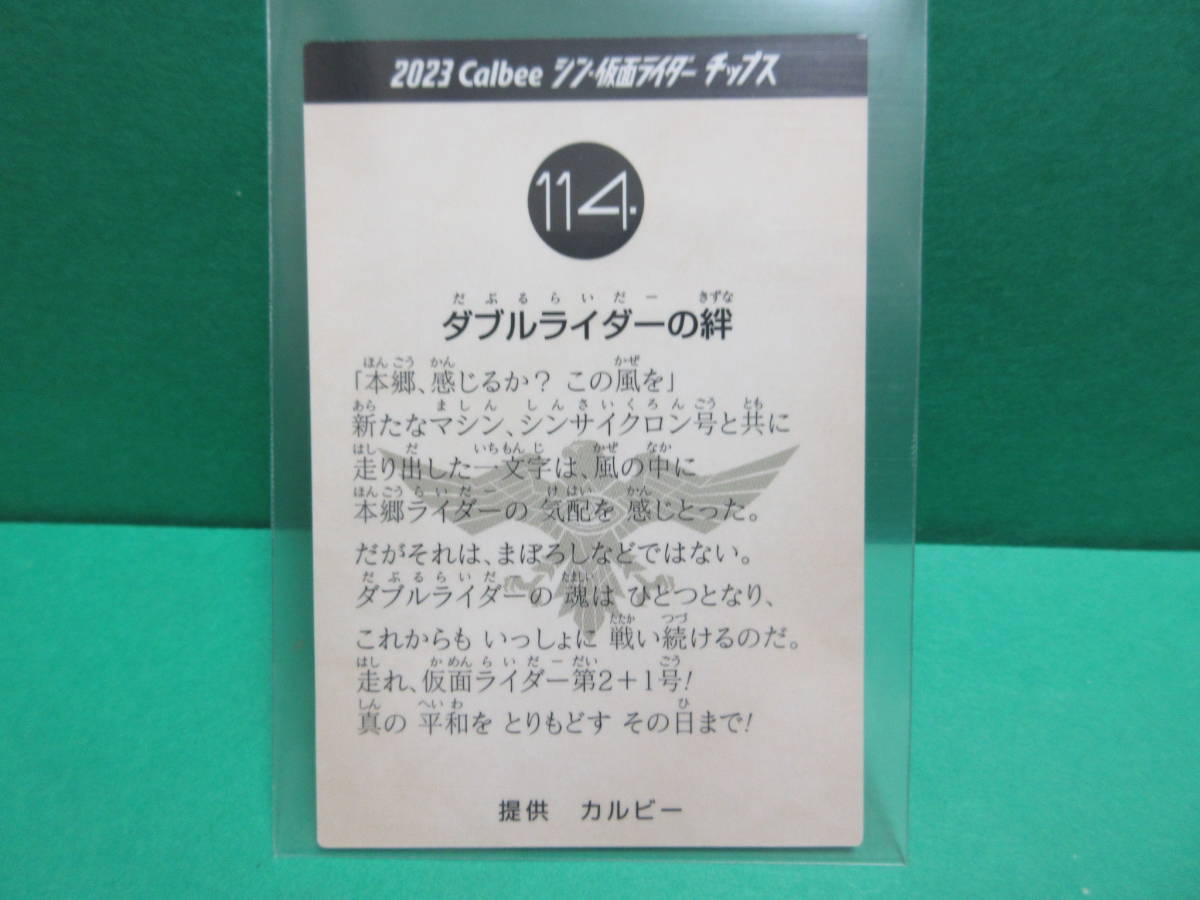 2023 Calbee シン・仮面ライダー チップス
114.
だぶるらいだー きずな
ダブルライダーの絆
ほんごう かん かぜ
「本郷、感じるか? この風を」
あら ましん しんさいくろん ごう とも
新たなマシン、シンサイクロン号と共に
はし だ いちもんじ かぜ なか
走り出した一文字は、風の中に
ほんごうらいだー けはい かん
本郷ライダーの 気配を 感じとった。
だがそれは、まぼろしなどではない。
だぶるらいだー たましい
ダブルライダーの 魂は ひとつとなり、
たたか つづ
これからも いっしょに 戦い続けるのだ。
はし かめんらいだーだい ごう
走れ、仮面ライダー第2+1号!
しん へいわ ひ
真の 平和を とりもどす その日まで!
提供 カルビー